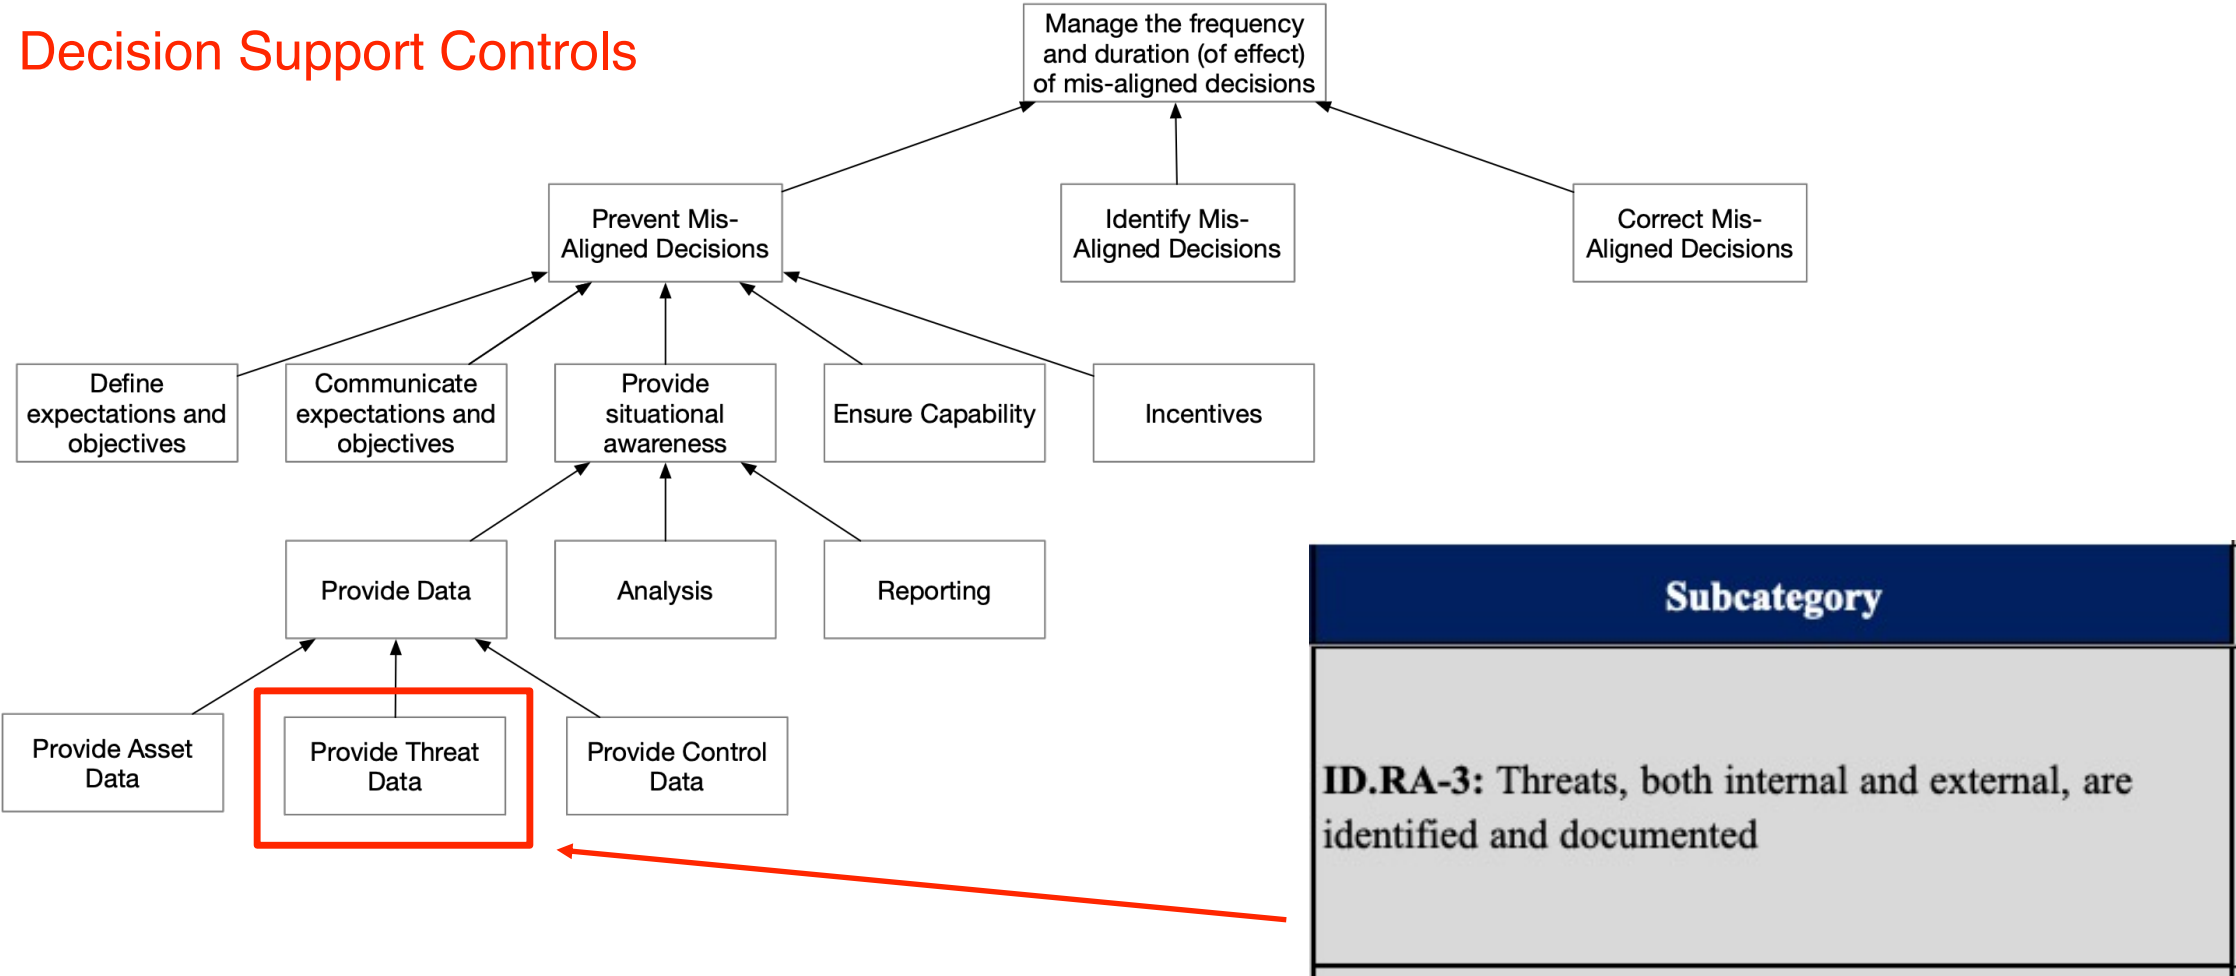 Decision Support Controls
Manage the frequency
and duration (of effect)
of mis-aligned decisions
Prevent Mis-
Aligned Decisions
Identify Mis-
Aligned Decisions
Correct Mis-
Aligned Decisions
Define
expectations and
objectives
Communicate
expectations and
objectives
Provide
situational
awareness
Ensure Capability
Incentives
Provide Data
Analysis
Reporting
Provide Asset
Data
Provide Threat
Data
Provide Control
Data
Subcategory
ID.RA-3: Threats, both internal and external, are
identified and documented